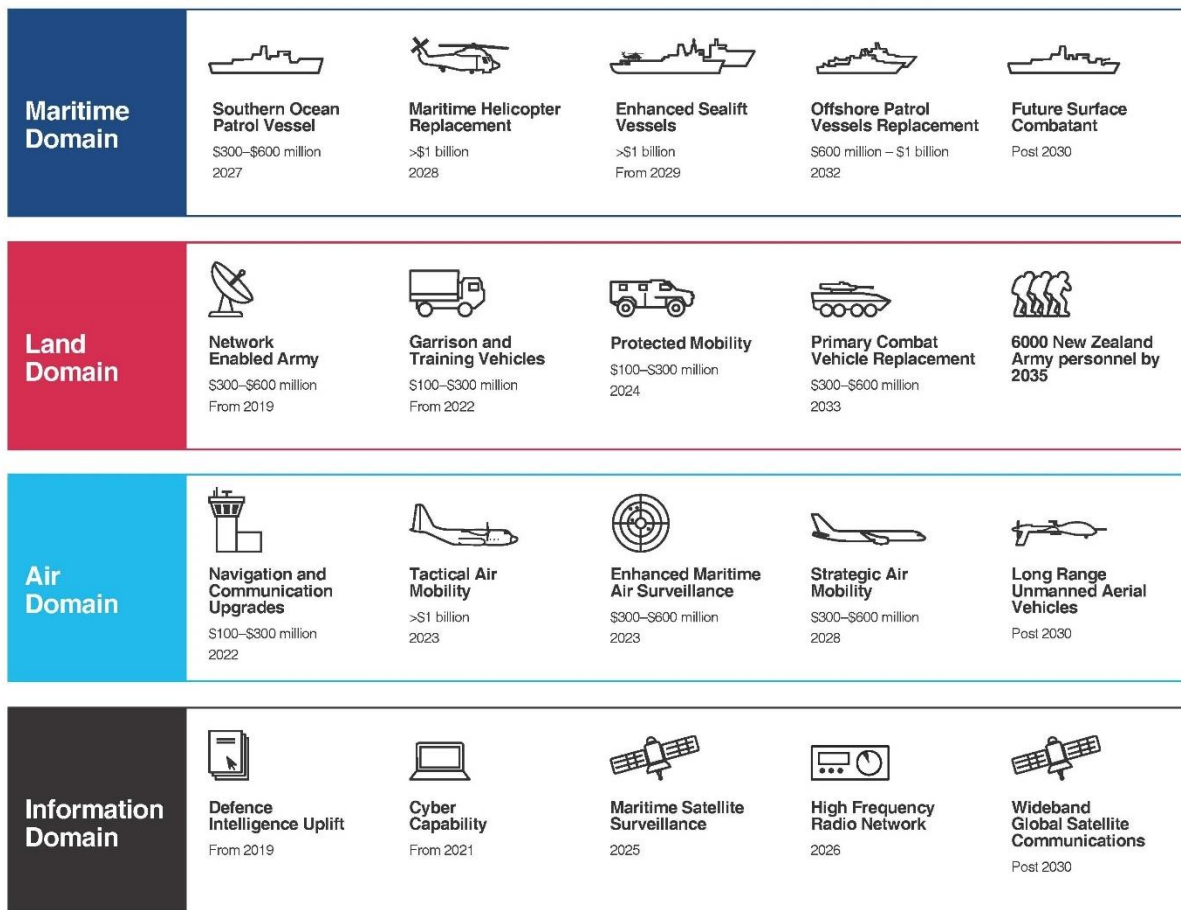 Maritime
Domain
Southern Ocean
Patrol Vessel
$300–$600 million
2027
Maritime Helicopter
Replacement
>$1 billion
2028
Enhanced Sealift
Vessels
>$1 billion
From 2029
Offshore Patrol
Vessels Replacement
$600 million – $1 billion
2032
Future Surface
Combatant
Post 2030
Land
Domain
Network
Enabled Army
$300–$600 million
From 2019
Garrison and
Training Vehicles
$100–$300 million
From 2022
Protected Mobility
$100–$300 million
2024
Primary Combat
Vehicle Replacement
$300–$600 million
2033
6000 New Zealand
Army personnel by
2035
Air
Domain
Navigation and
Communication
Upgrades
$100–$300 million
2022
Tactical Air
Mobility
>$1 billion
2023
Enhanced Maritime
Air Surveillance
$300–$600 million
2023
Strategic Air
Mobility
$300–$600 million
2028
Long Range
Unmanned Aerial
Vehicles
Post 2030
Information
Domain
Defence
Intelligence Uplift
From 2019
Cyber
Capability
From 2021
Maritime Satellite
Surveillance
2025
High Frequency
Radio Network
2026
Wideband
Global Satellite
Communications
Post 2030